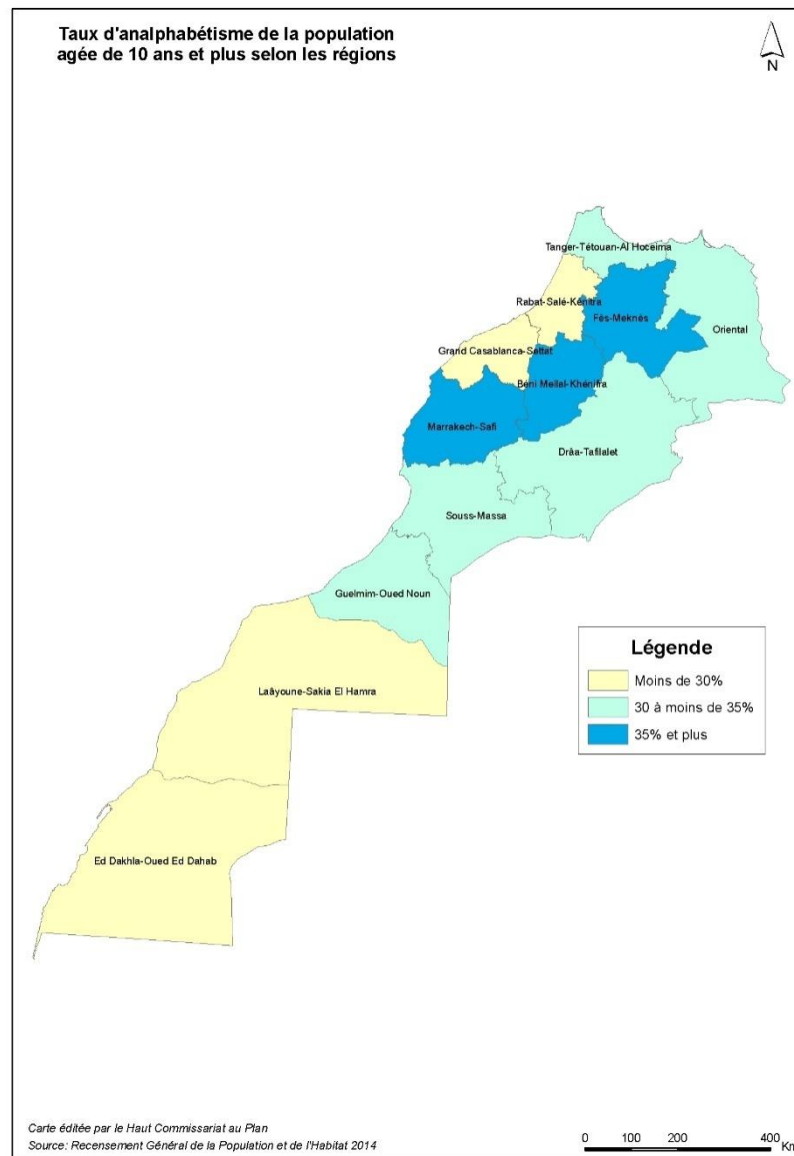 Taux d'analphabétisme de la population
agée de 10 ans et plus selon les régions
N
Tanger-Tétouan-Al Hoceima
Rabat-Salé-Kénitra
Fès-Meknès
Oriental
Grand Casablanca-Settat
Béni Mellal-Khénifra
Marrakech-Safi
Drâa-Tafilalet
Souss-Massa
Guelmim-Oued Noun
Légende
Moins de 30%
30 à moins de 35%
35% et plus
Laâyoune-Sakia El Hamra
Ed Dakhla-Oued Ed Dahab
Carte éditée par le Haut Commissariat au Plan
Source: Recensement Général de la Population et de l'Habitat 2014
0 100 200 400
Km